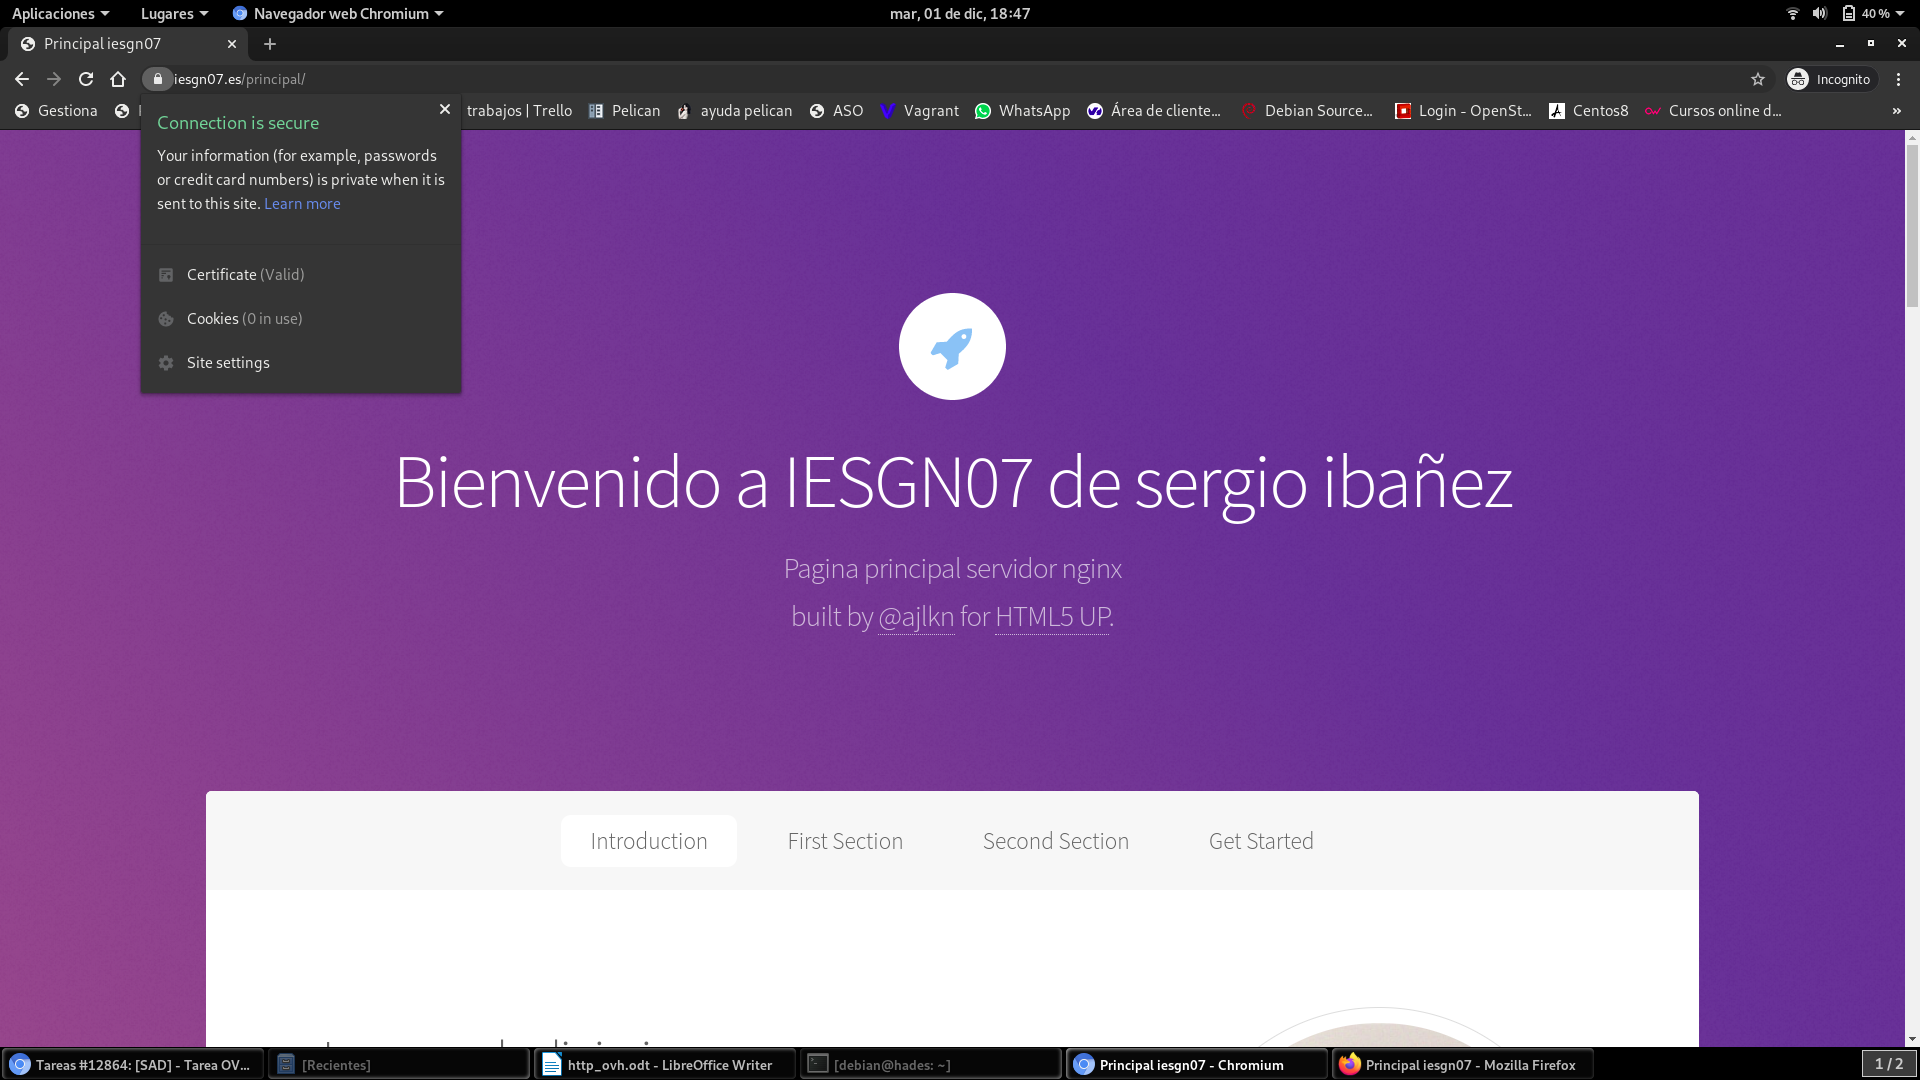 Aplicaciones
Lugares
Navegador web Chromium
mar, 01 de dic, 18:47
40 %
Principal iesgn07
iesgn07.es/principal/
Incognito
Gestiona
trabajos | Trello
Pelican
ayuda pelican
ASO
Vagrant
WhatsApp
Área de cliente...
Debian Source...
Login - OpenSt...
Centos8
Cursos online d...
»
Connection is secure
Your information (for example, passwords
or credit card numbers) is private when it is
sent to this site. Learn more
Certificate (Valid)
Cookies (0 in use)
Site settings
Bienvenido a IESGN07 de sergio ibañez
Pagina principal servidor nginx
built by @ajlkn for HTML5 UP.
Introduction
First Section
Second Section
Get Started
Tareas #12864: [SAD] - Tarea OV...
[Recientes]
http_ovh.odt - LibreOffice Writer
[debian@hades: ~]
Principal iesgn07 - Chromium
Principal iesgn07 - Mozilla Firefox
1 / 2